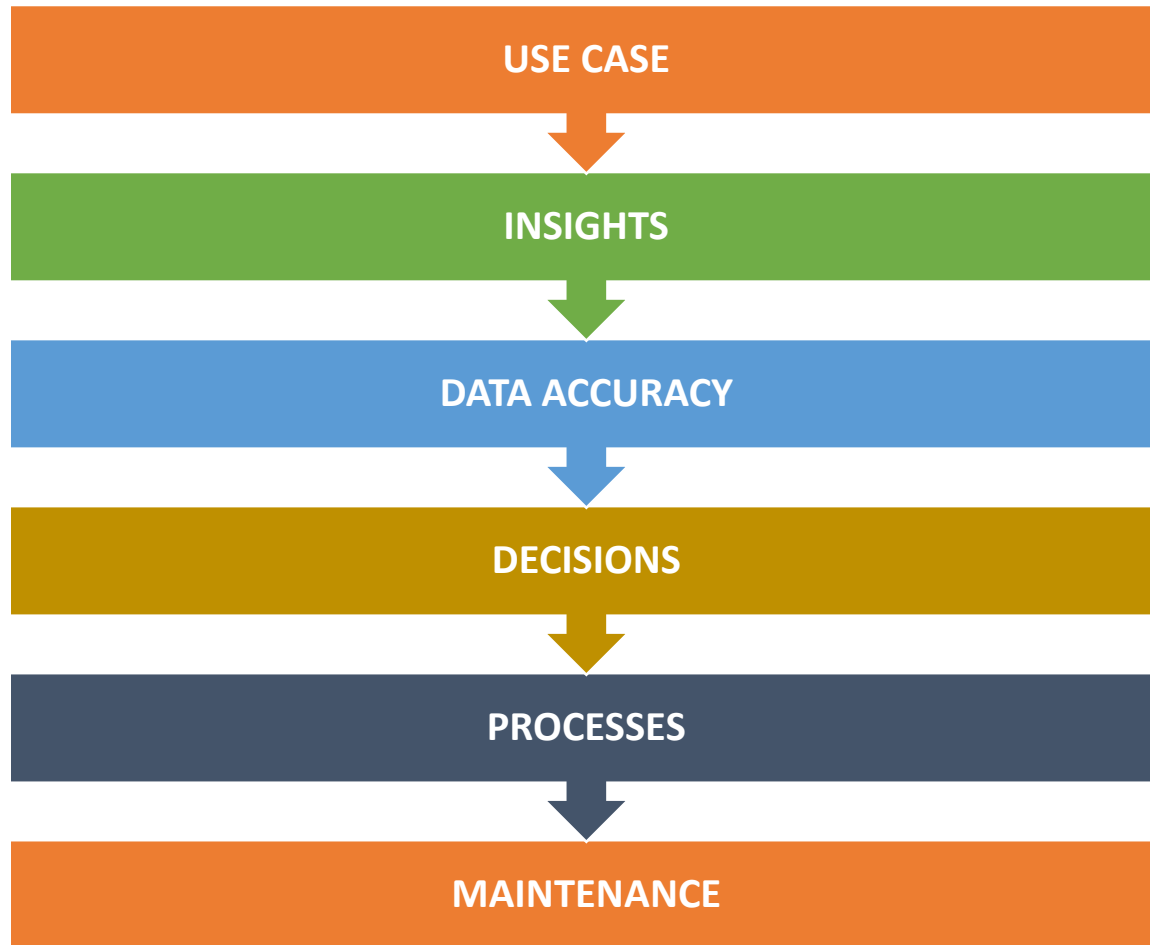 USE CASE
INSIGHTS
DATA ACCURACY
DECISIONS
PROCESSES
MAINTENANCE